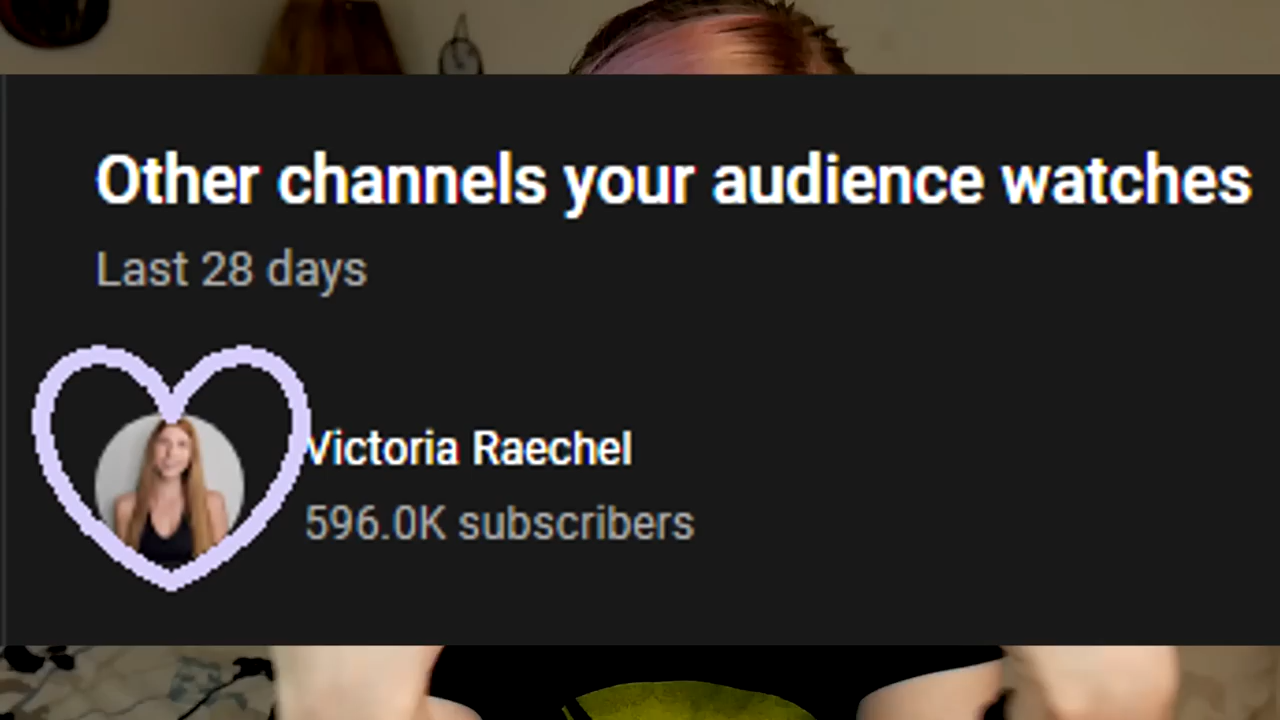 Other channels your audience watches
Last 28 days
Victoria Raechel
596.0K subscribers